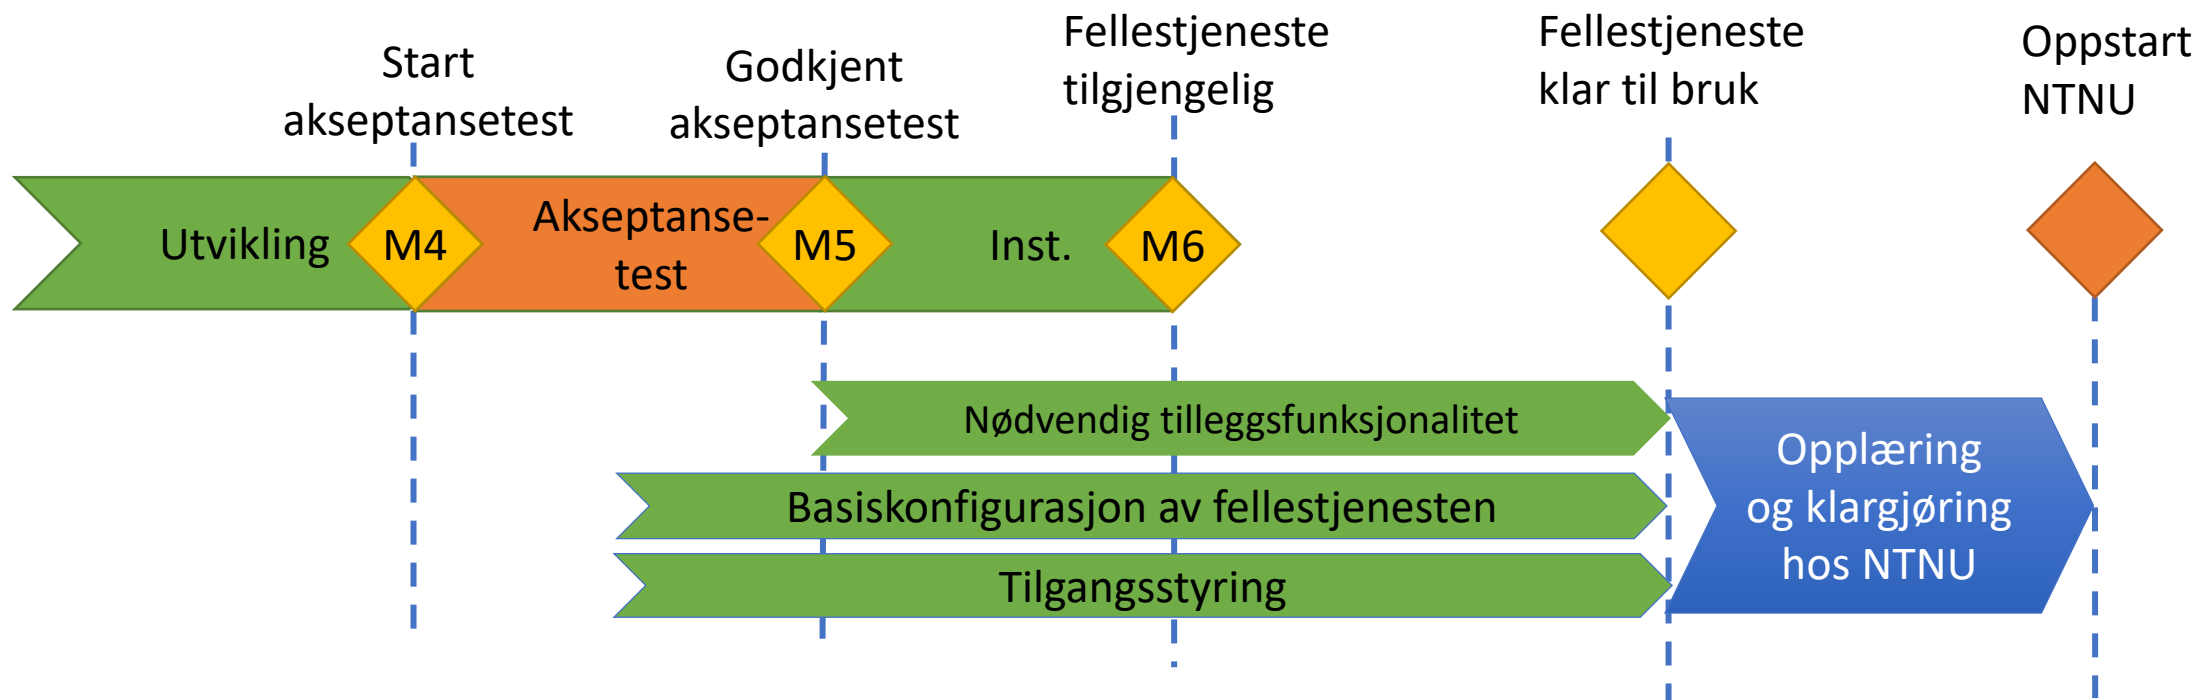 Start
akseptansetest
Godkjent
akseptansetest
Fellestjeneste
tilgjengelig
Fellestjeneste
klar til bruk
Oppstart
NTNU
Utvikling
M4
Akseptanse-
test
M5
Inst.
M6
Nødvendig tilleggsfunksjonalitet
Basiskonfigurasjon av fellestjenesten
Tilgangsstyring
Opplæring
og klargjøring
hos NTNU